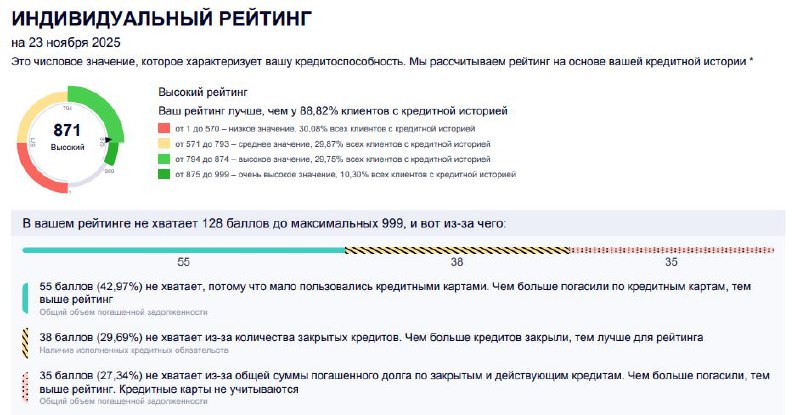 ИНДИВИДУАЛЬНЫЙ РЕЙТИНГ
на 23 ноября 2025
Это числовое значение, которое характеризует вашу кредитоспособность. Мы рассчитываем рейтинг на основе вашей кредитной истории *
871
Высокий
794
571
999
1
Высокий рейтинг
Ваш рейтинг лучше, чем у 88,82% клиентов с кредитной историей
от 1 до 570 – низкое значение, 30,08% всех клиентов с кредитной историей
от 571 до 793 – среднее значение, 29,87% всех клиентов с кредитной историей
от 794 до 874 – высокое значение, 29,75% всех клиентов с кредитной историей
от 875 до 999 – очень высокое значение, 10,30% всех клиентов с кредитной историей
В вашем рейтинге не хватает 128 баллов до максимальных 999, и вот из-за чего:
55
38
35
55 баллов (42,97%) не хватает, потому что мало пользовались кредитными картами. Чем больше погасили по кредитным картам, тем
выше рейтинг
Общий объем погашенной задолженности
38 баллов (29,69%) не хватает из-за количества закрытых кредитов. Чем больше кредитов закрыли, тем лучше для рейтинга
Наличие исполненных кредитных обязательств
35 баллов (27,34%) не хватает из-за общей суммы погашенного долга по закрытым и действующим кредитам. Чем больше погасили, тем
выше рейтинг. Кредитные карты не учитываются
Общий объем погашенной задолженности